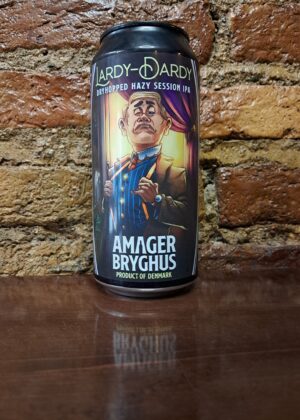 LARDY-DARDY
DRYHOPPED HAZY SESSION IPA
AMAGER
BRYGHUS
PRODUCT OF DENMARK